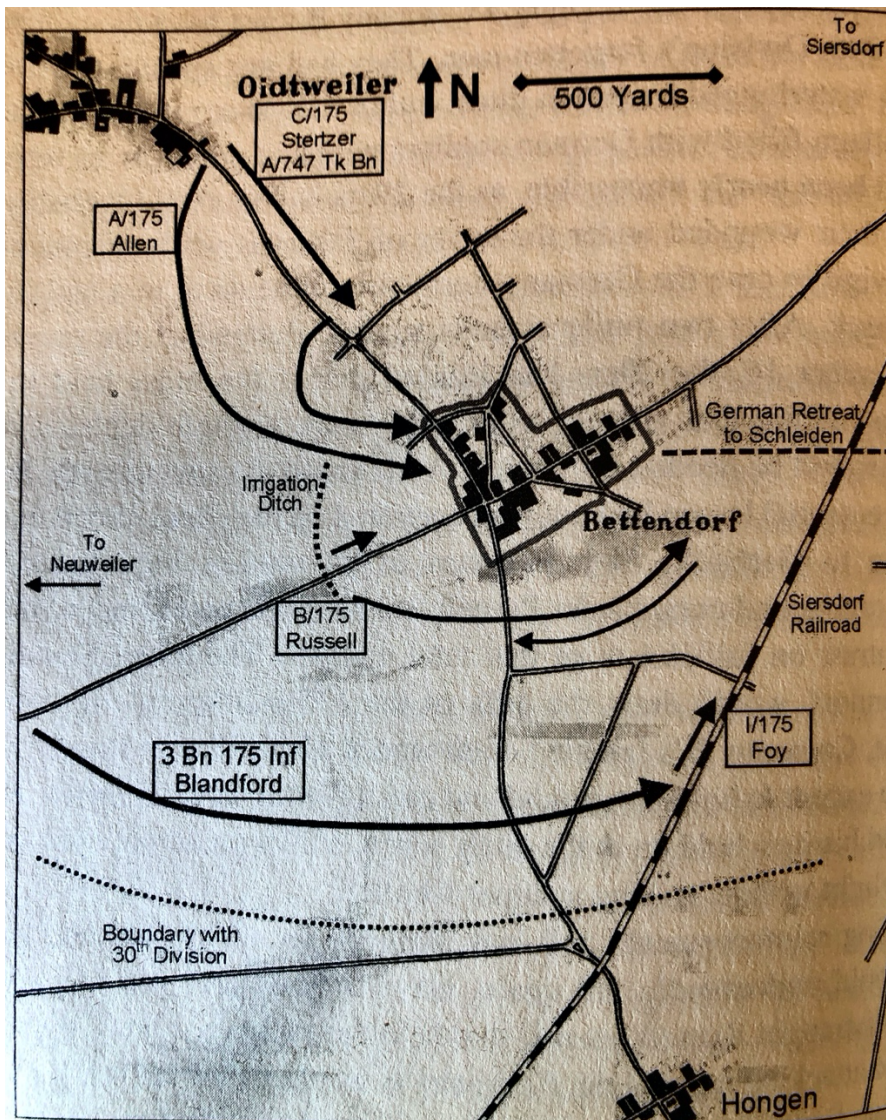 To
Siersdorf
Oidtweiler
N
500 Yards
C/175
Stertzer
A/747 Tk Bn
A/175
Allen
German Retreat
to Schleiden
Irrigation
Ditch
Bettendorf
To
Neuweiler
B/175
Russell
Siersdorf
Railroad
I/175
Foy
3 Bn 175 Inf
Blandford
Boundary with
30th Division
Hongen